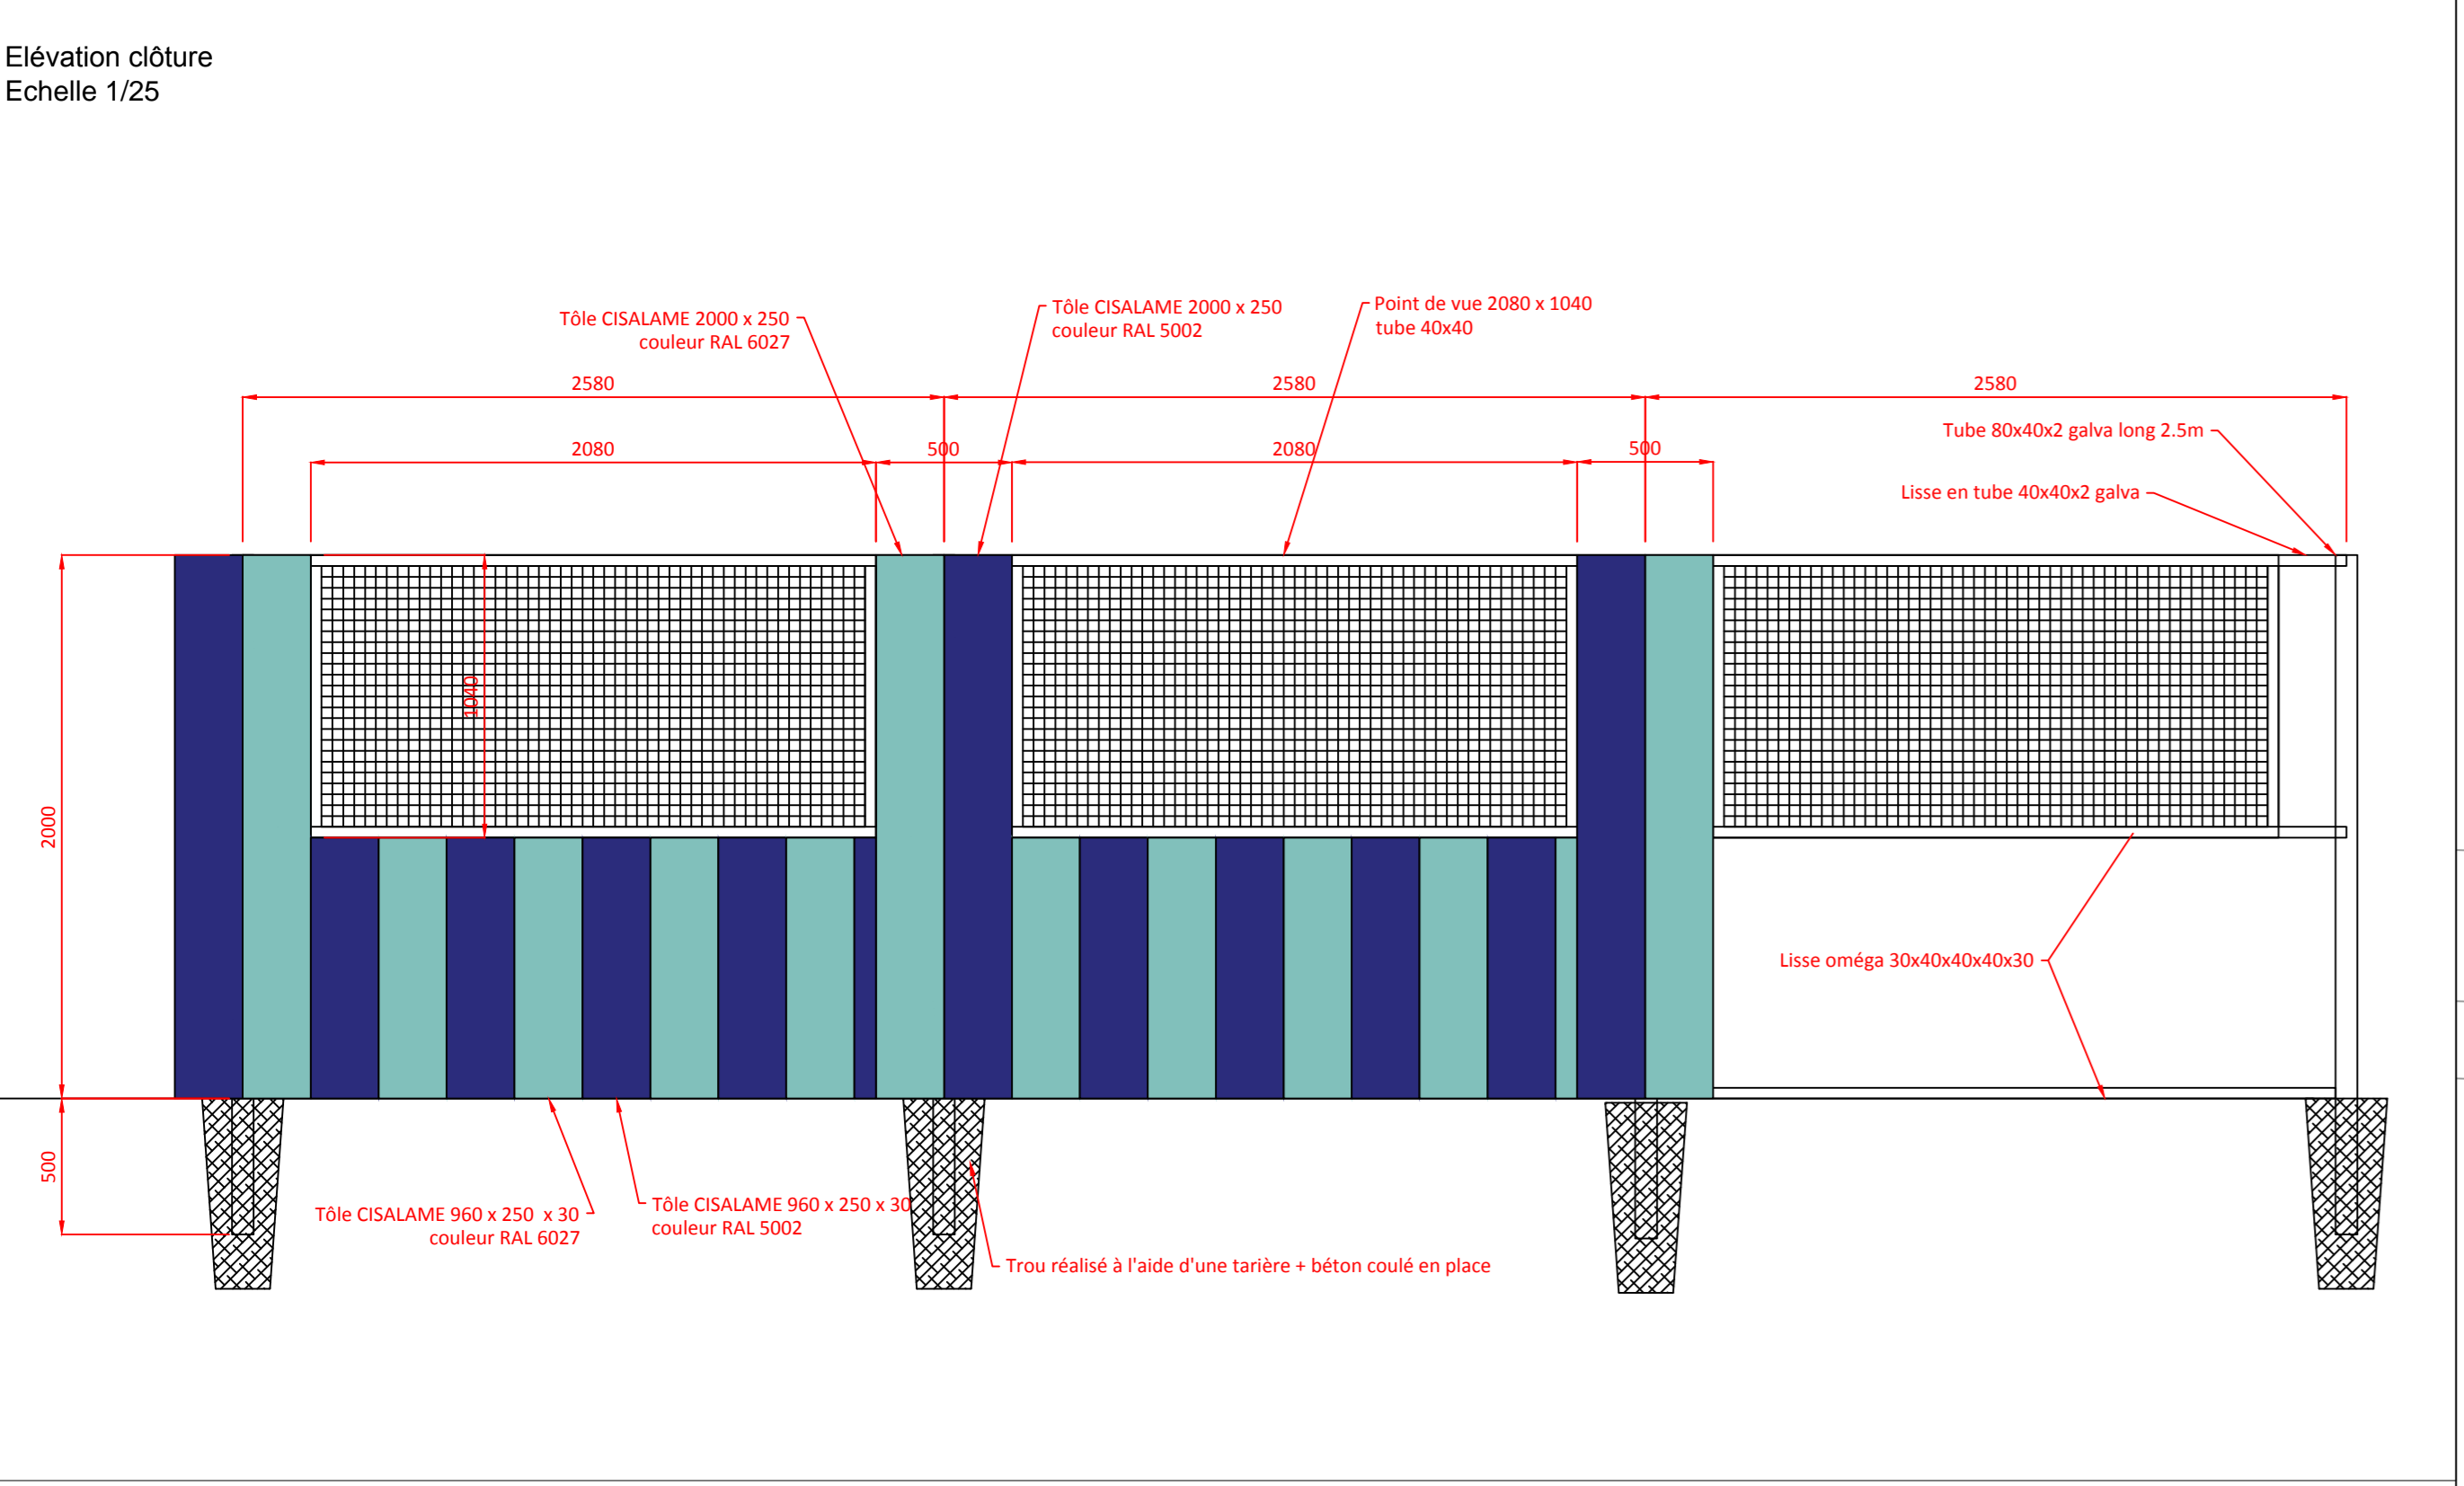 Elévation clôture
Echelle 1/25
Tôle CISALAME 2000 x 250
couleur RAL 6027
Tôle CISALAME 2000 x 250
couleur RAL 5002
Point de vue 2080 x 1040
tube 40x40
2580
2580
2580
Tube 80x40x2 galva long 2.5m
2080
500
2080
500
Lisse en tube 40x40x2 galva
1040
2000
Lisse oméga 30x40x40x40x30
500
Tôle CISALAME 960 x 250  x 30
couleur RAL 6027
Tôle CISALAME 960 x 250 x 30
couleur RAL 5002
Trou réalisé à l'aide d'une tarière + béton coulé en place